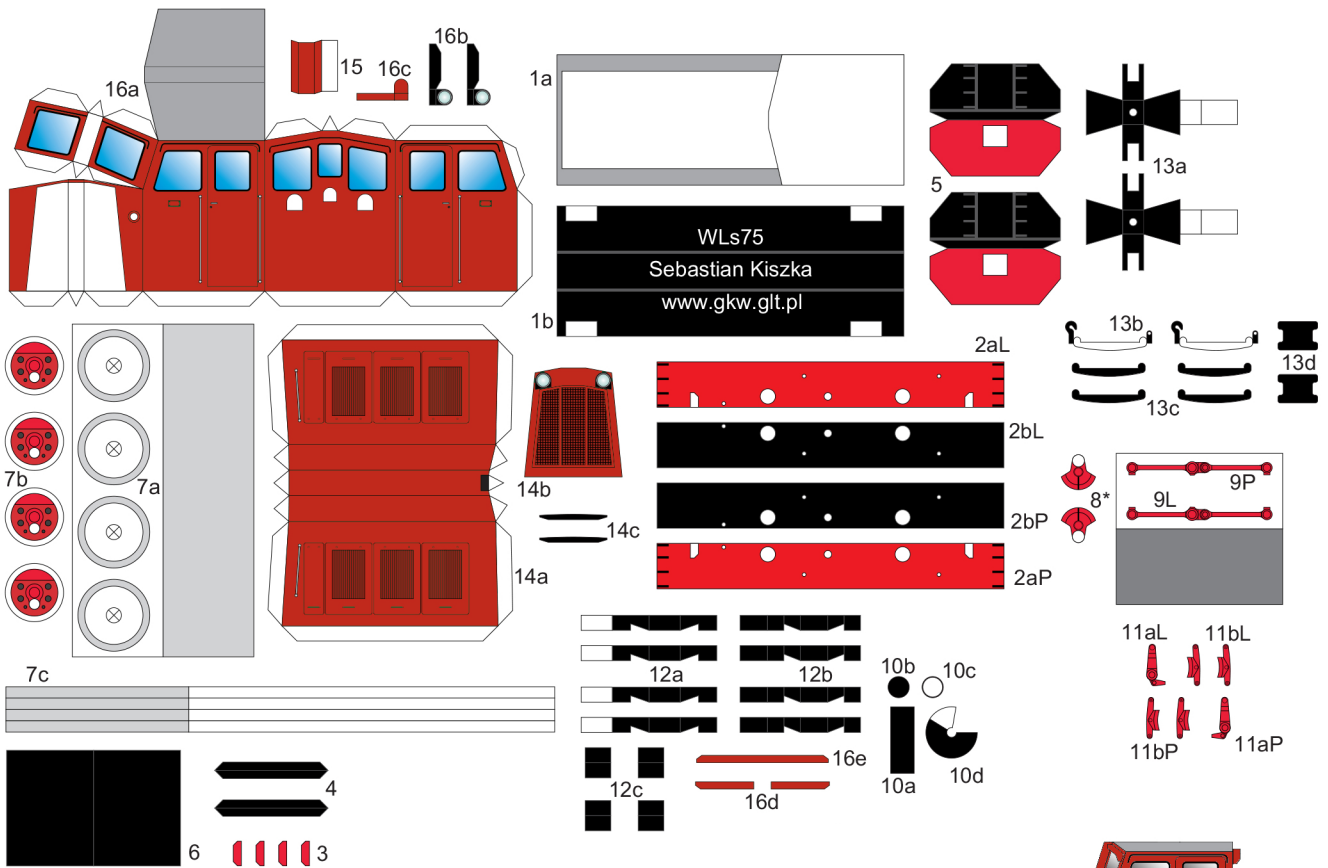 16b
15
16c
16a
1a
13a
5
WLs75
Sebastian Kiszka
www.gkw.glt.pl
1b
13b
13d
13c
2aL
2bL
7b
7a
14b
8*
9P
9L
2bP
14c
14a
2aP
11aL
11bL
7c
12a
12b
10b
10c
11bP
11aP
16e
10d
10a
12c
16d
4
6
3